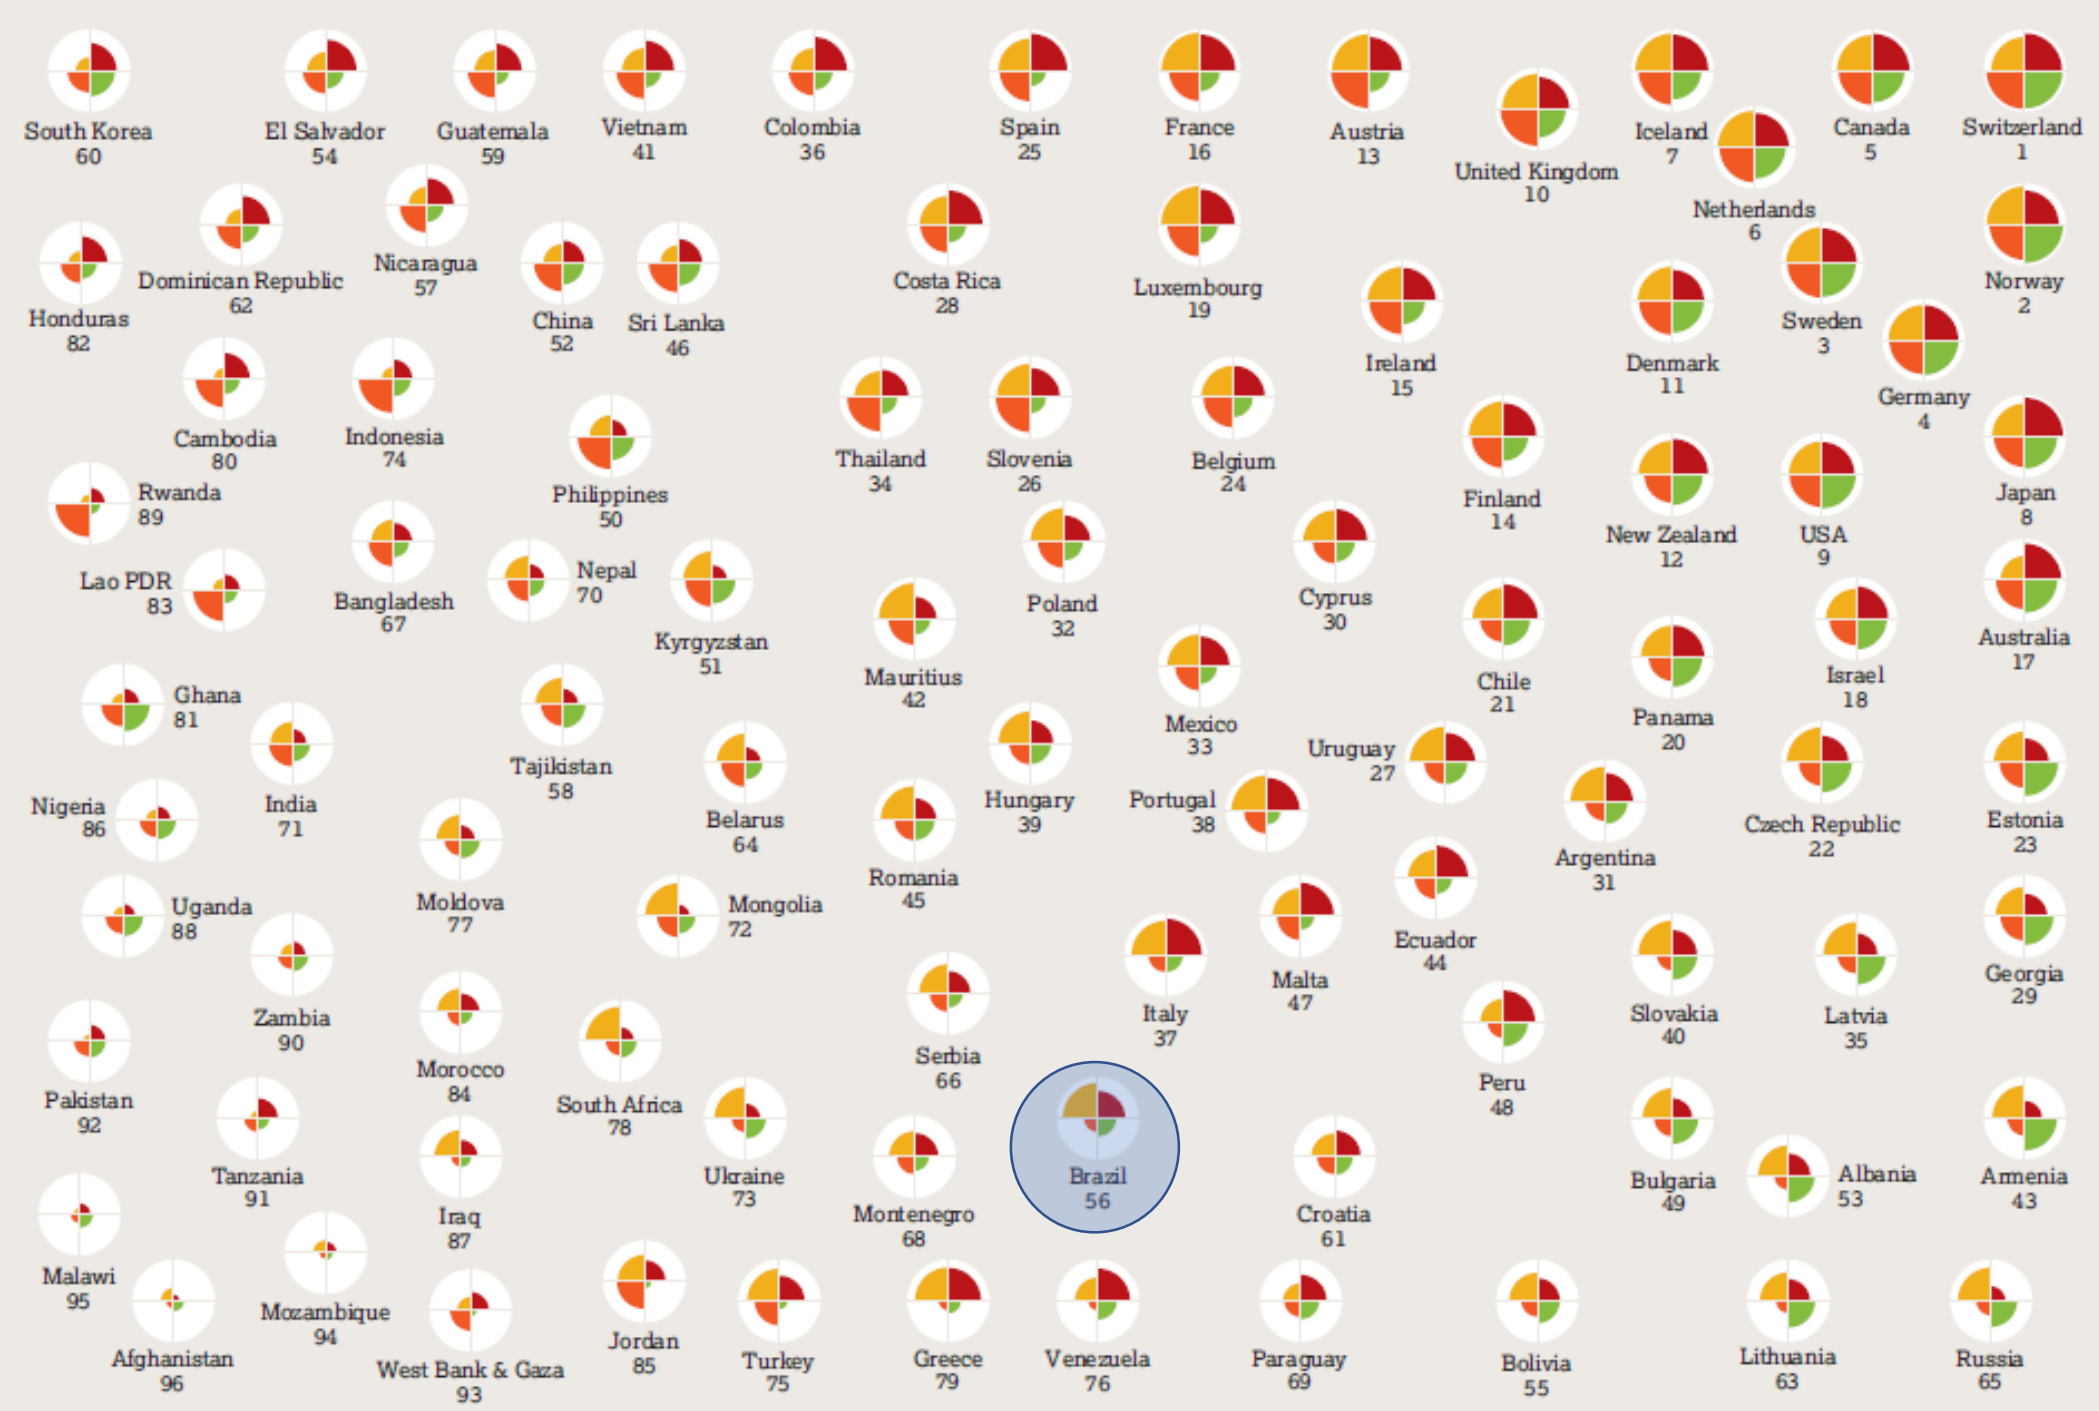 South Korea
60
El Salvador
54
Guatemala
59
Vietnam
41
Colombia
36
Spain
25
France
16
Austria
13
United Kingdom
10
Iceland
7
Netherlands
6
Canada
5
Switzerland
1
Honduras
82
Dominican Republic
62
Nicaragua
57
China
52
Sri Lanka
46
Costa Rica
28
Luxembourg
19
Ireland
15
Denmark
11
Sweden
3
Germany
4
Norway
2
Cambodia
80
Indonesia
74
Philippines
50
Thailand
34
Slovenia
26
Belgium
24
Finland
14
New Zealand
12
USA
9
Japan
8
Rwanda
89
Lao PDR
83
Bangladesh
67
Nepal
70
Kyrgyzstan
51
Mauritius
42
Poland
32
Cyprus
30
Mexico
33
Chile
21
Panama
20
Israel
18
Australia
17
Ghana
81
India
71
Tajikistan
58
Belarus
64
Hungary
39
Uruguay
27
Portugal
38
Argentina
31
Czech Republic
22
Estonia
23
Nigeria
86
Moldova
77
Romania
45
Uganda
88
Zambia
90
Mongolia
72
Ecuador
44
Malta
47
Italy
37
Slovakia
40
Latvia
35
Georgia
29
Pakistan
92
Morocco
84
South Africa
78
Serbia
66
Peru
48
Tanzania
91
Iraq
87
Ukraine
73
Montenegro
68
Brazil
56
Croatia
61
Bulgaria
49
Albania
53
Armenia
43
Malawi
95
Afghanistan
96
Mozambique
94
West Bank & Gaza
93
Jordan
85
Turkey
75
Greece
79
Venezuela
76
Paraguay
69
Bolivia
55
Lithuania
63
Russia
65